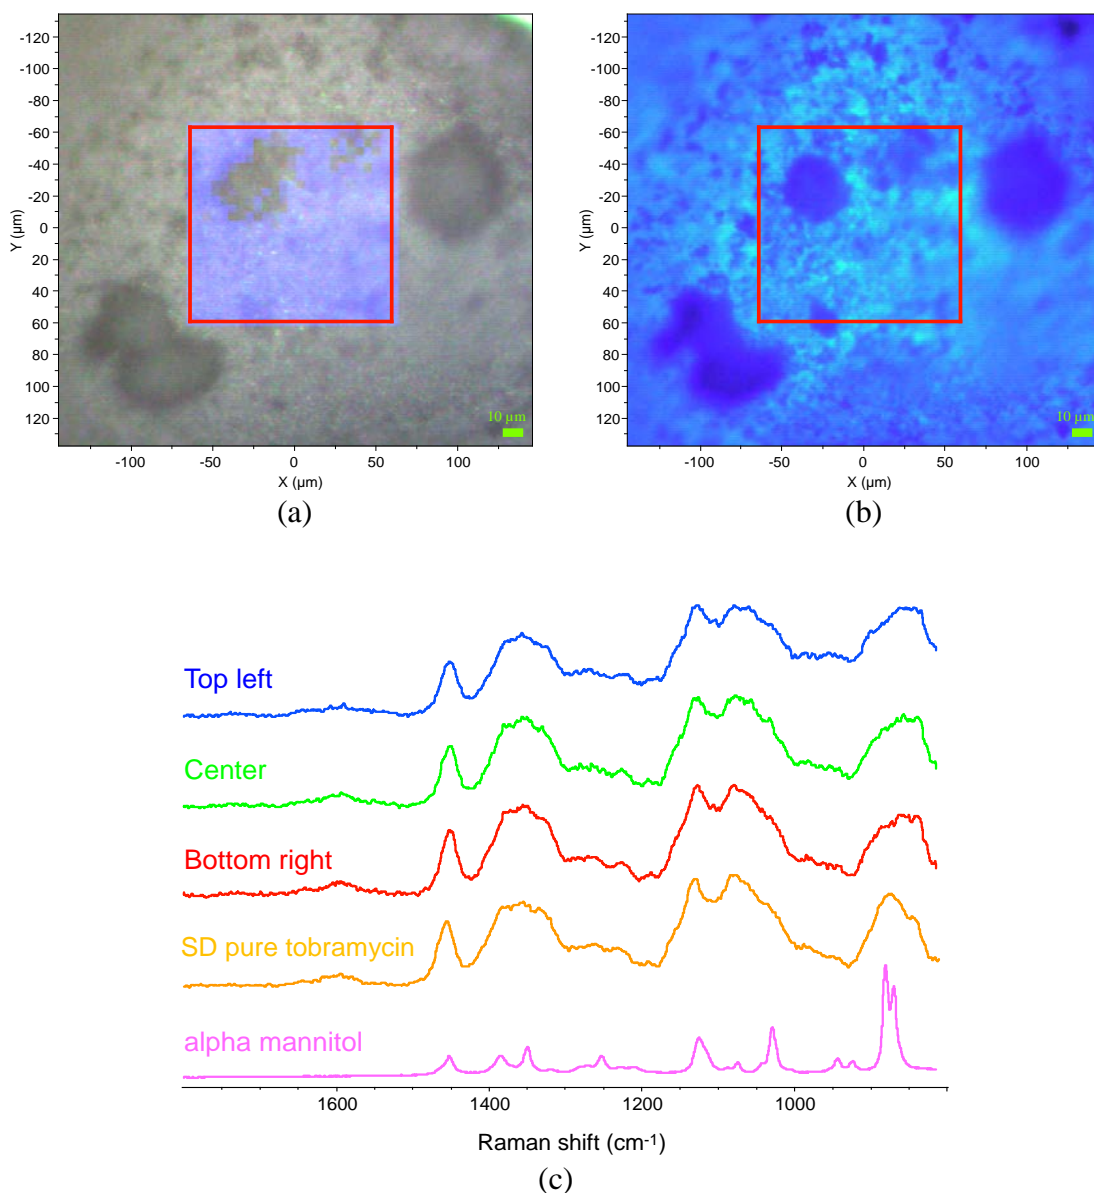 -120
-100
-80
-60
-40
-20
0
20
40
60
80
100
120
Y (µm)
10 µm
-100
-50
0
50
100
X (µm)
(a)
-120
-100
-80
-60
-40
-20
0
20
40
60
80
100
120
Y (µm)
10 µm
-100
-50
0
50
100
X (µm)
(b)
Top left
Center
Bottom right
SD pure tobramycin
alpha mannitol
1600
1400
1200
1000
Raman shift (cm-1)
(c)